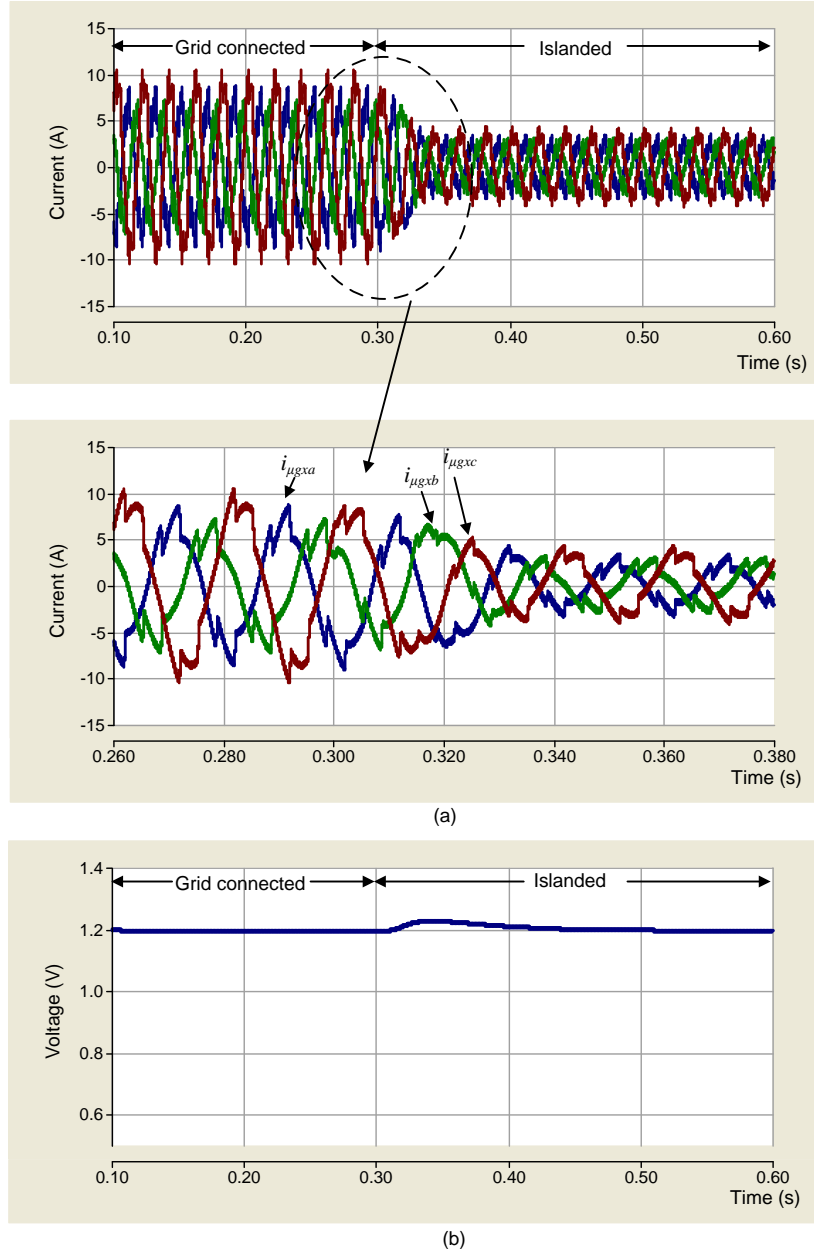 15
10
5
0
-5
-10
-15
Current (A)
Grid connected
Islanded
0.10
0.20
0.30
0.40
0.50
0.60
Time (s)
15
10
5
0
-5
-10
-15
Current (A)
iμgxa
iμgxb
iμgxc
0.260
0.280
0.300
0.320
0.340
0.360
0.380
Time (s)
(a)
1.4
1.2
1.0
0.8
0.6
Voltage (V)
Grid connected
Islanded
0.10
0.20
0.30
0.40
0.50
0.60
Time (s)
(b)